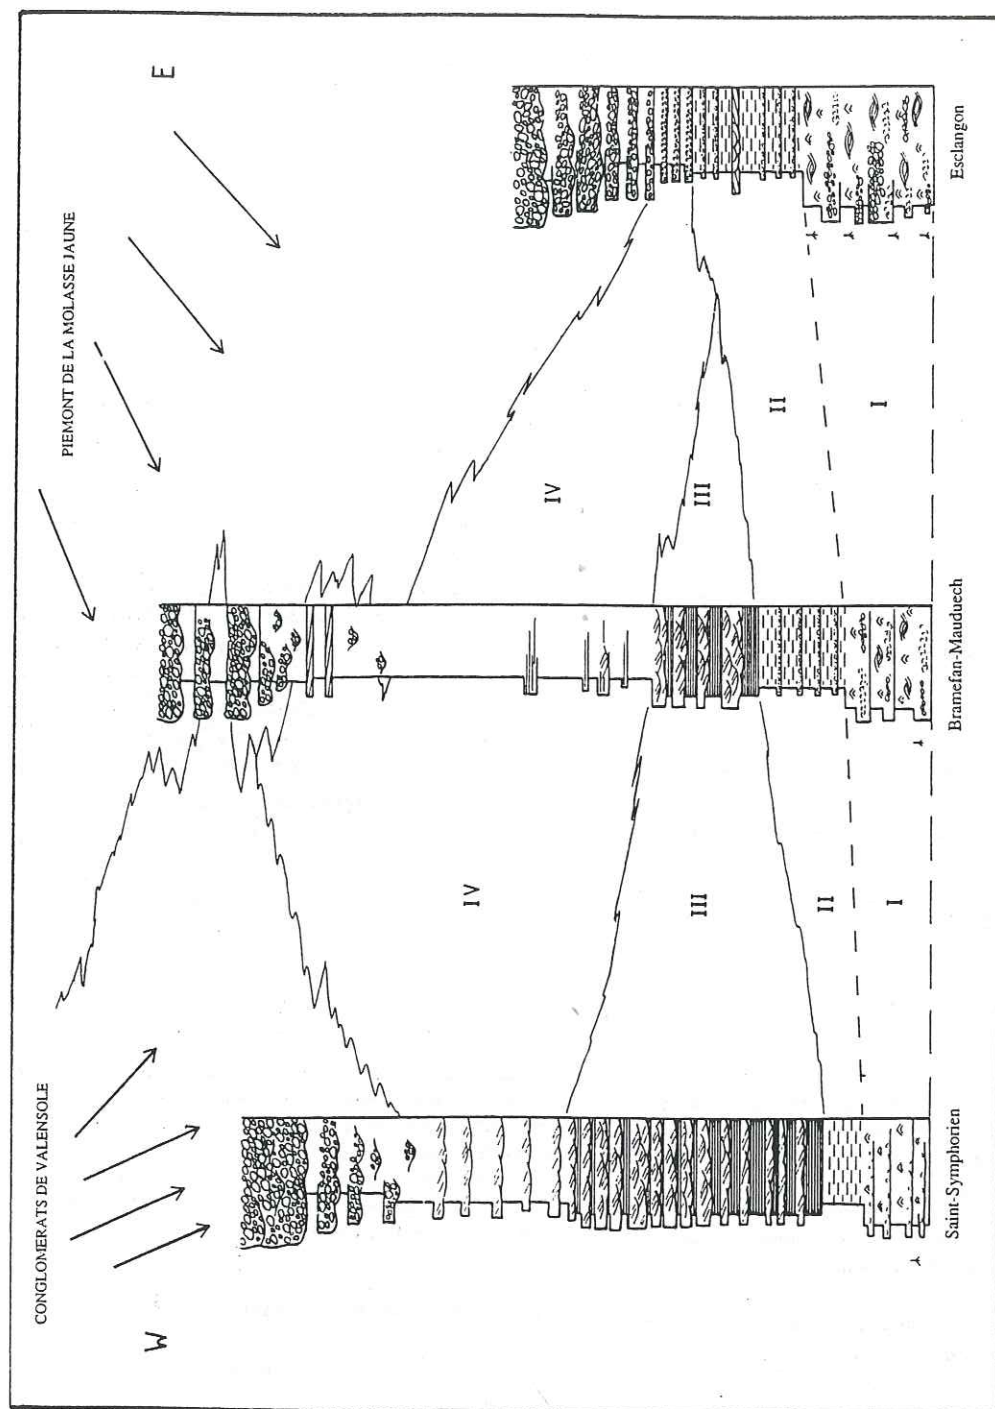 W
E
CONGLOMERATS DE VALENSOLE
PIEMONT DE LA MOLASSE JAUNE
IV
IV
III
III
II
II
I
I
Saint-Symphorien
Bramefan-Mauduech
Esclangon